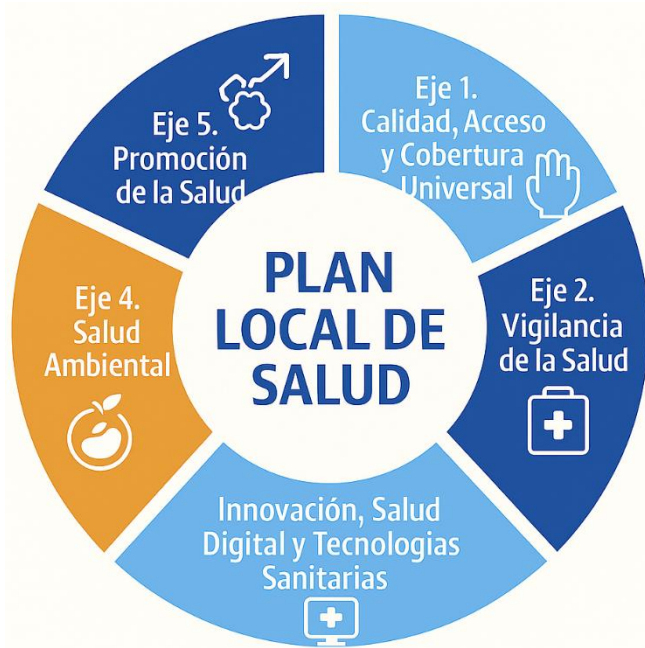 PLAN
LOCAL DE
SALUD
Eje 1.
Calidad, Acceso
y Cobertura
Universal
Eje 2.
Vigilancia
de la Salud
Innovación, Salud
Digital y Tecnologias
Sanitarias
Eje 4.
Salud
Ambiental
Eje 5.
Promoción
de la Salud